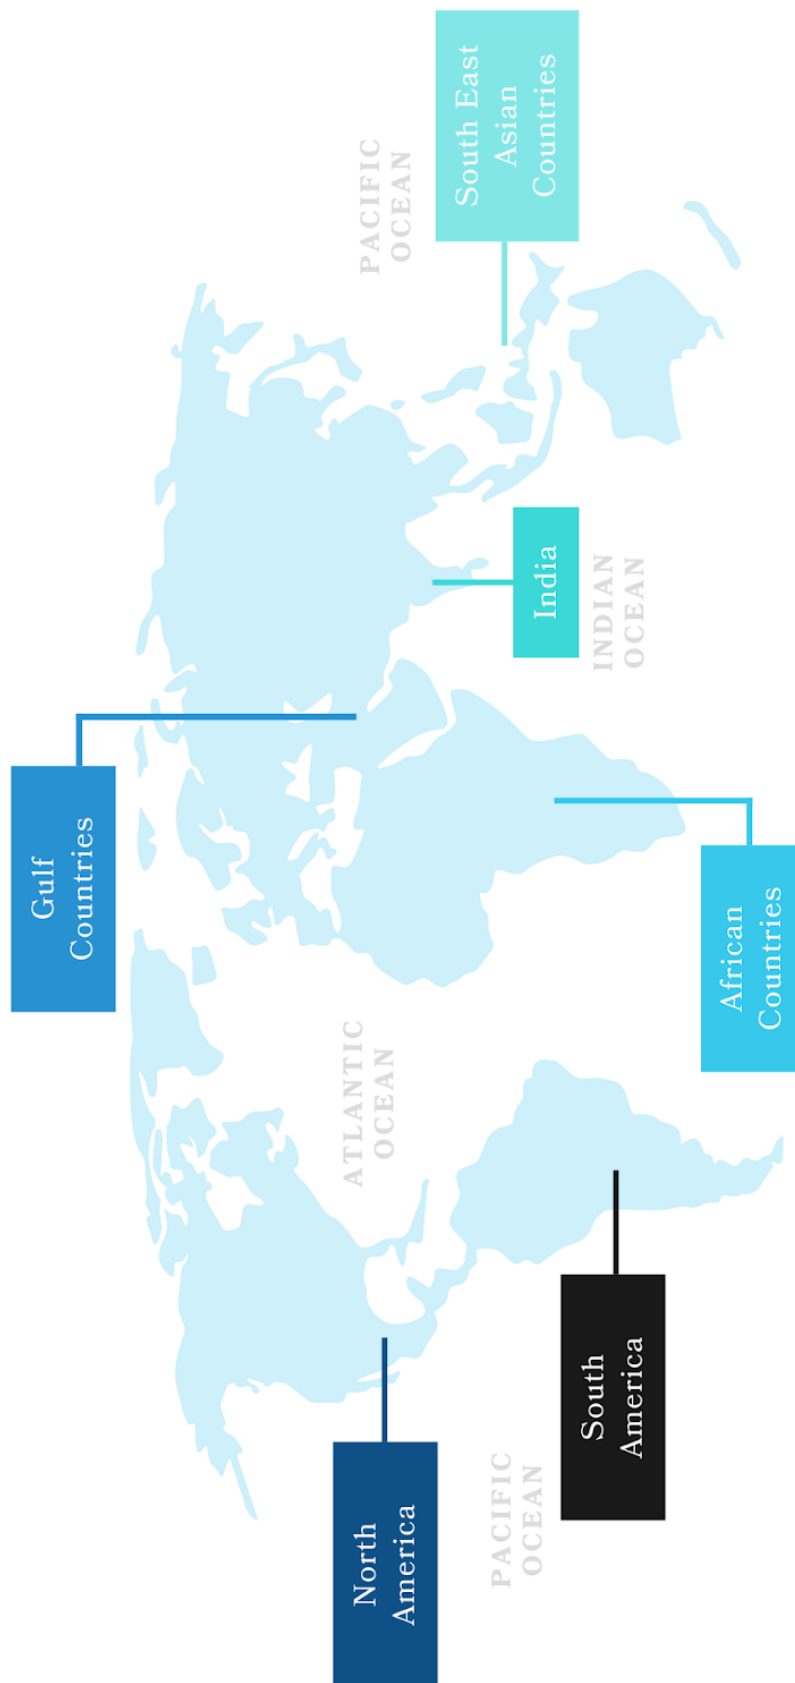 Gulf
Countries
North
America
ATLANTIC
OCEAN
PACIFIC
OCEAN
South East
Asian
Countries
India
INDIAN
OCEAN
PACIFIC
OCEAN
South
America
African
Countries